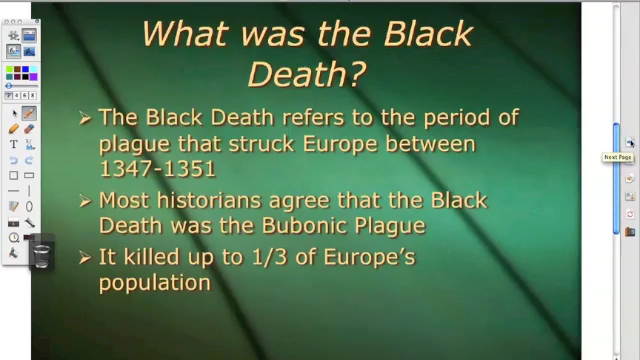 What was the Black
Death?
The Black Death refers to the period of
plague that struck Europe between
1347-1351
Most historians agree that the Black
Death was the Bubonic Plague
It killed up to 1/3 of Europe's
population
Next Page